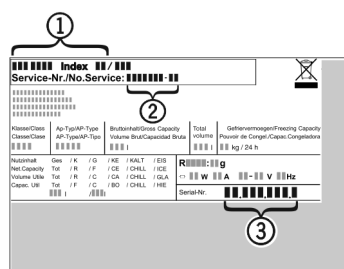 1
Index /
Service-Nr./No.Service: -
2
Klasse/Class Ap-Typ/AP-Type Bruttoinhalt/Gross Capacity Total Gefriervermoegen/Freezing Capacity
Classe/Clase AP-Type/AP-Tipo Volume Brut/Capacidad Bruta volume Pouvoir de Congel./Capac.Congeladora
l l kg / 24 h
Nutzinhalt Ges / K / G / KE / KALT / EIS R : g
Net Capacity Tot / R / F / CE / CHILL / ICE W A - V Hz
Volume Utile Tot / R / C / CA / CHILL / GLA
Capac. Util Tot / R / C / BO / CHILL / HIE
l / l Serial-Nr. . . .
3